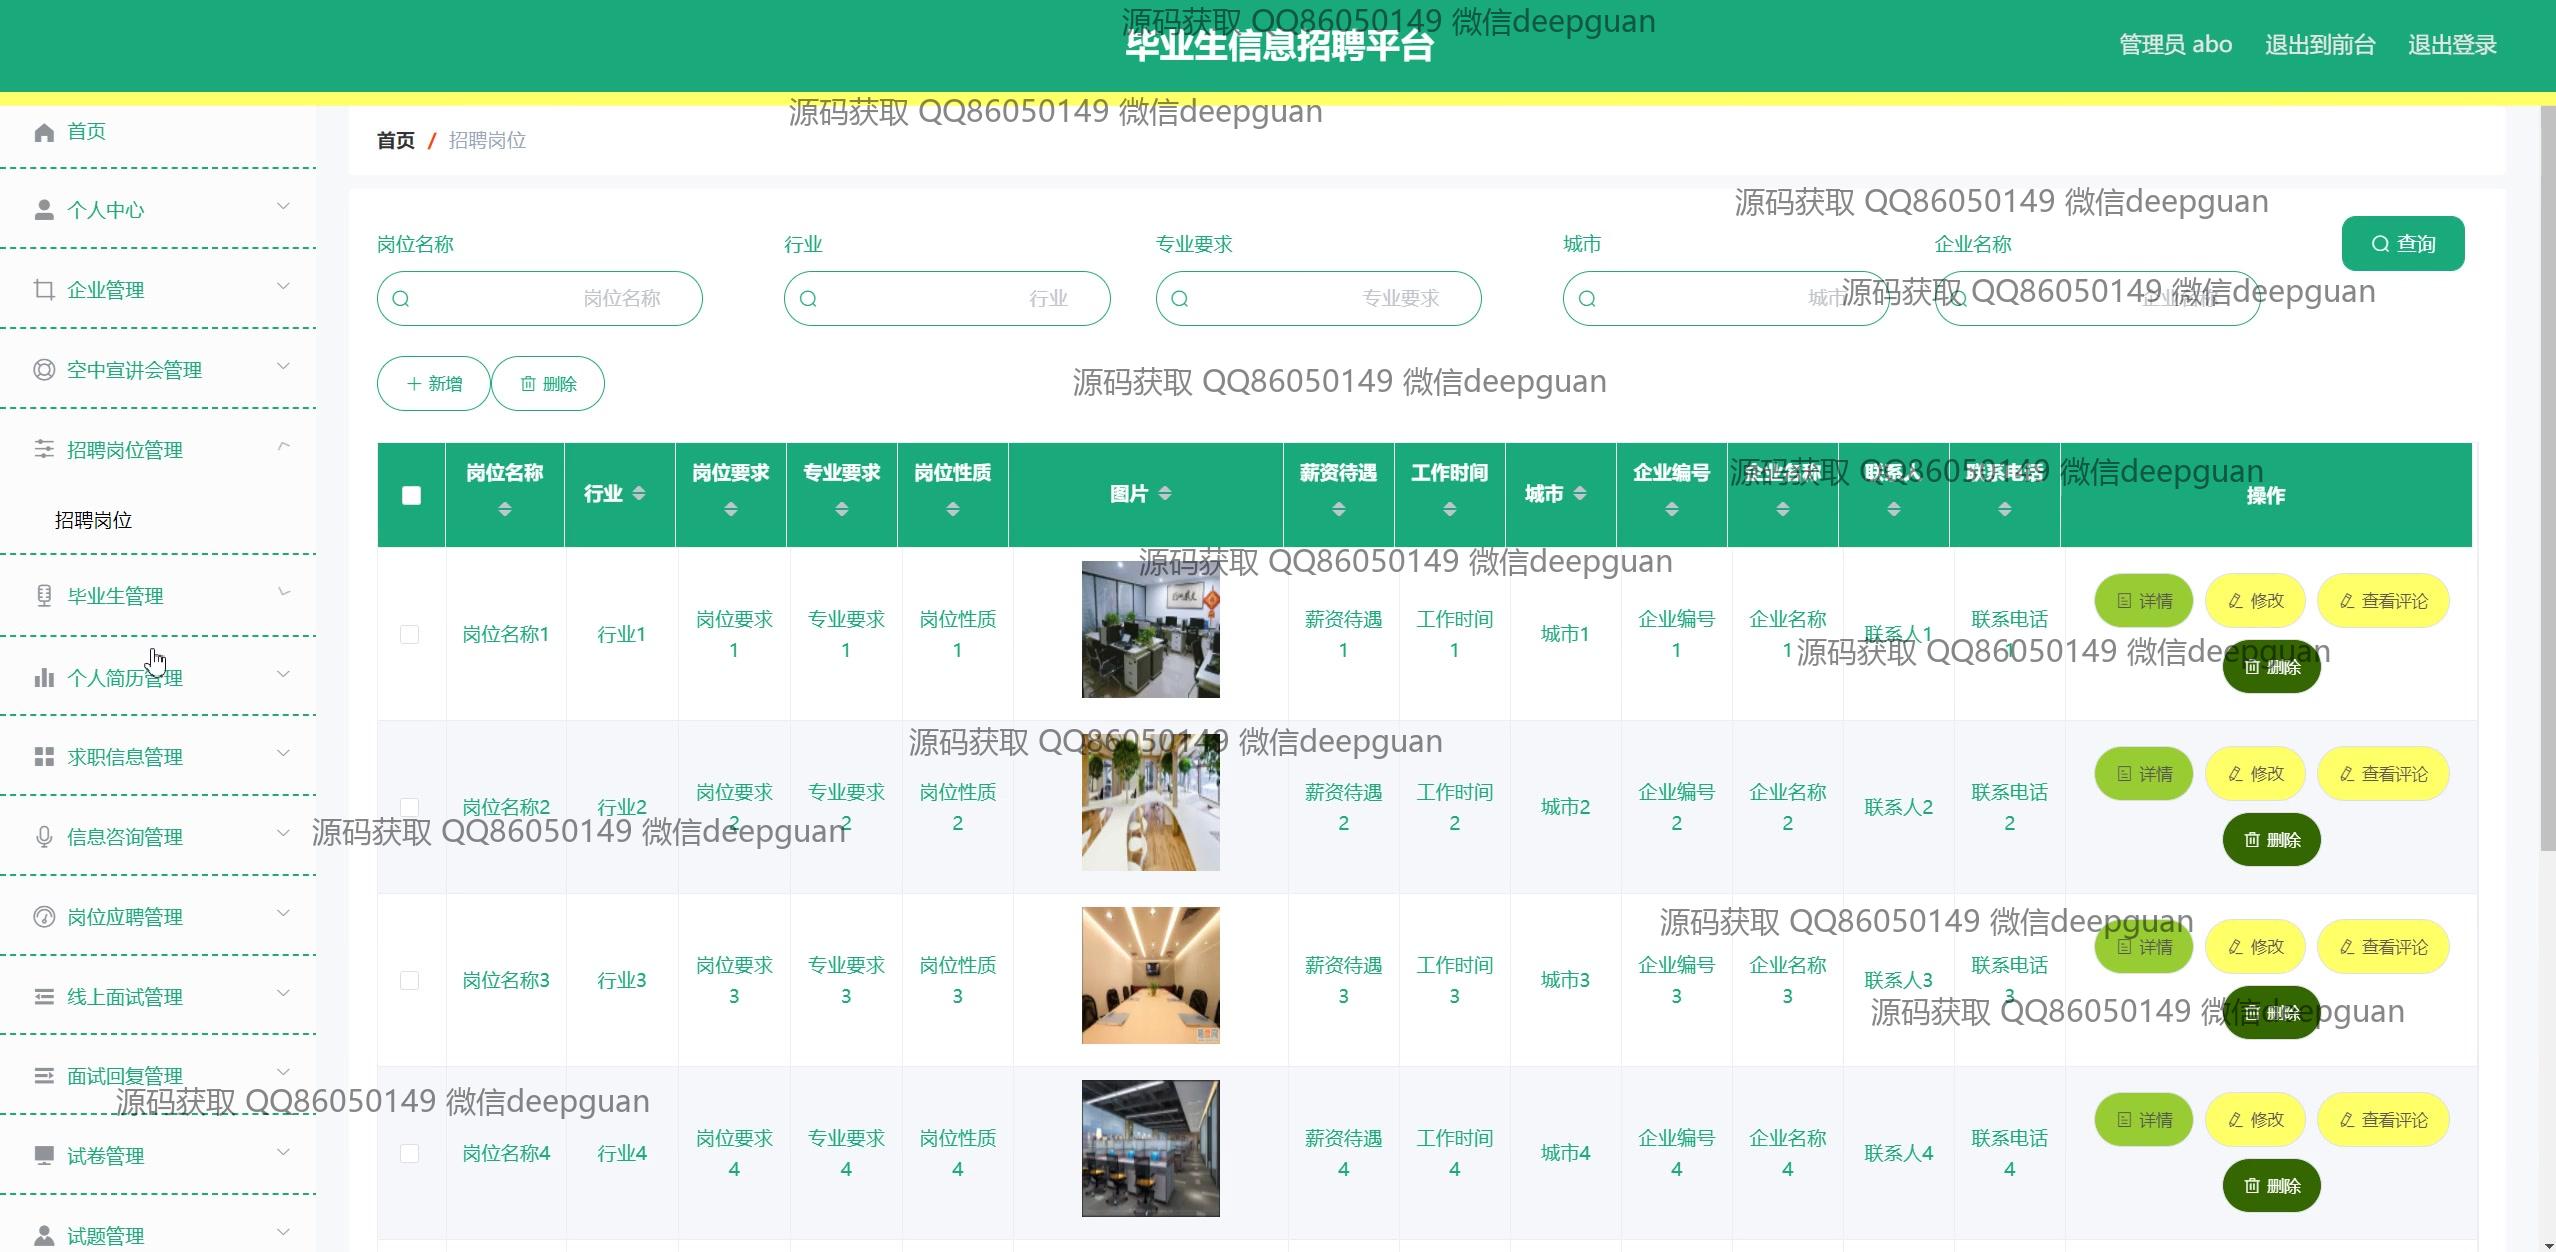 源码获取 QQ86050149 微信deepguan
毕业生信息招聘平台
管理员 abo
退出到前台
退出登录
源码获取 QQ86050149 微信deepguan
首页 / 招聘岗位
源码获取 QQ86050149 微信deepguan
岗位名称 行业 专业要求 城市 企业名称 查询
岗位名称 行业 专业要求 城市 企业名称
源码获取 QQ86050149 微信deepguan
新增 删除
源码获取 QQ86050149 微信deepguan
首页
个人中心
企业管理
空中宣讲会管理
招聘岗位管理
招聘岗位
毕业生管理
个人简历管理
求职信息管理
信息咨询管理
岗位应聘管理
线上面试管理
面试回复管理
试卷管理
试题管理
岗位名称 行业 岗位要求 专业要求 岗位性质 图片 薪资待遇 工作时间 城市 企业编号 企业名称 联系人 联系电话 操作
源码获取 QQ86050149 微信deepguan
源码获取 QQ86050149 微信deepguan
岗位名称1 行业1 岗位要求1 专业要求1 岗位性质1 薪资待遇1 工作时间1 城市1 企业编号1 企业名称1 联系人1 联系电话1 详情 修改 查看评论 删除
源码获取 QQ86050149 微信deepguan
源码获取 QQ86050149 微信deepguan
岗位名称2 行业2 岗位要求2 专业要求2 岗位性质2 薪资待遇2 工作时间2 城市2 企业编号2 企业名称2 联系人2 联系电话2 详情 修改 查看评论 删除
源码获取 QQ86050149 微信deepguan
源码获取 QQ86050149 微信deepguan
岗位名称3 行业3 岗位要求3 专业要求3 岗位性质3 薪资待遇3 工作时间3 城市3 企业编号3 企业名称3 联系人3 联系电话3 详情 修改 查看评论 删除
源码获取 QQ86050149 微信deepguan
源码获取 QQ86050149 微信deepguan
岗位名称4 行业4 岗位要求4 专业要求4 岗位性质4 薪资待遇4 工作时间4 城市4 企业编号4 企业名称4 联系人4 联系电话4 详情 修改 查看评论 删除